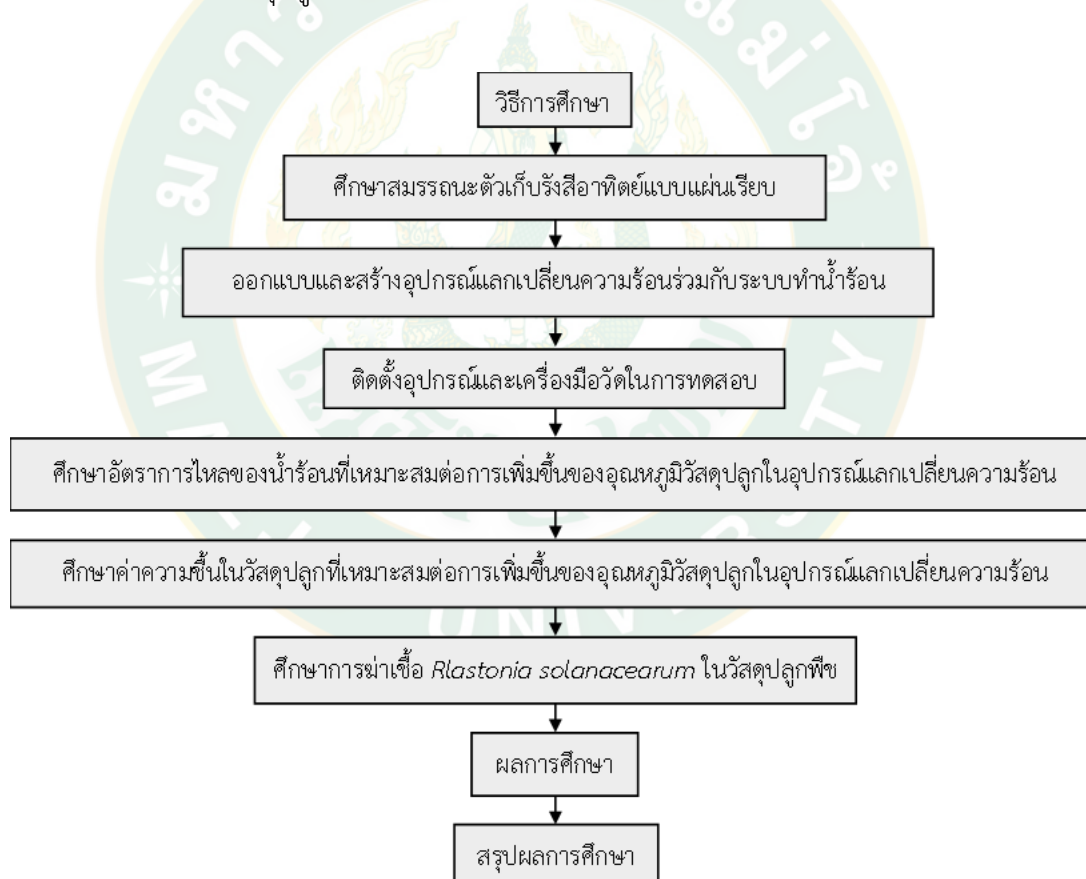 วิธีการศึกษา
ศึกษาสมรรถนะตัวเก็บรังสีอาทิตย์แบบแผ่นเรียบ
ออกแบบและสร้างอุปกรณ์แลกเปลี่ยนความร้อนร่วมกับระบบทำน้ำร้อน
ติดตั้งอุปกรณ์และเครื่องมือวัดในการทดสอบ
ศึกษาอัตราการไหลของน้ำร้อนที่เหมาะสมต่อการเพิ่มขึ้นของอุณหภูมิวัสดุปลูกในอุปกรณ์แลกเปลี่ยนความร้อน
ศึกษาค่าความชื้นในวัสดุปลูกที่เหมาะสมต่อการเพิ่มขึ้นของอุณหภูมิวัสดุปลูกในอุปกรณ์แลกเปลี่ยนความร้อน
ศึกษาการฆ่าเชื้อ Rlastonia solanacearum ในวัสดุปลูกพืช
ผลการศึกษา
สรุปผลการศึกษา